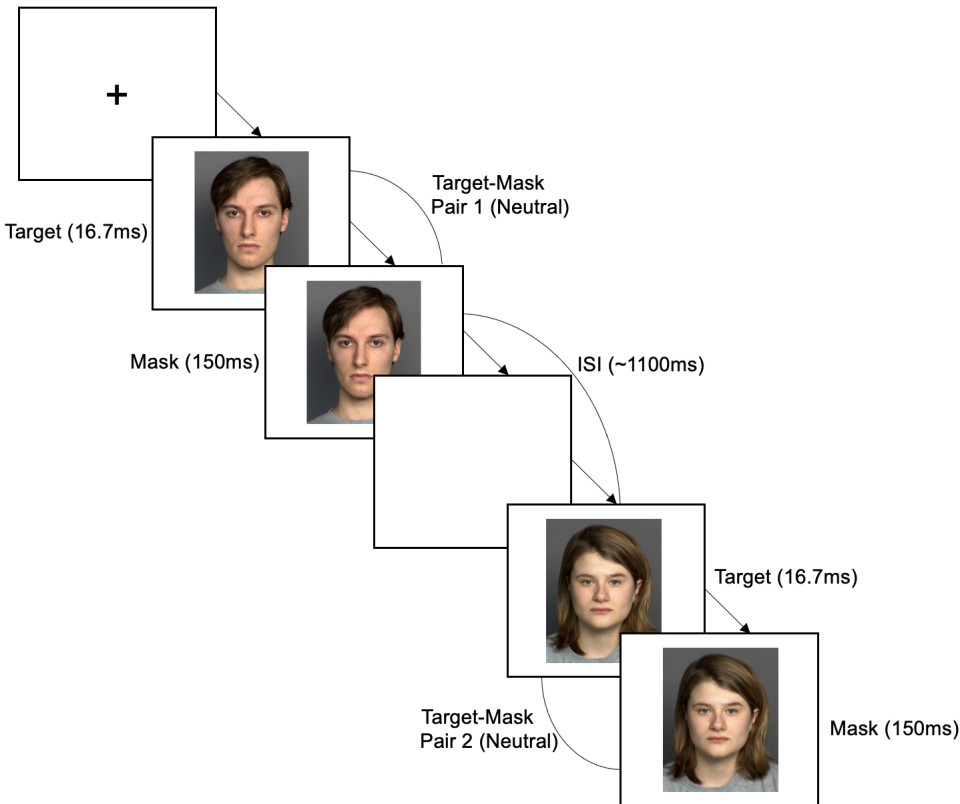 Target (16.7ms)
Target-Mask
Pair 1 (Neutral)
Mask (150ms)
ISI (~1100ms)
Target (16.7ms)
Target-Mask
Pair 2 (Neutral)
Mask (150ms)